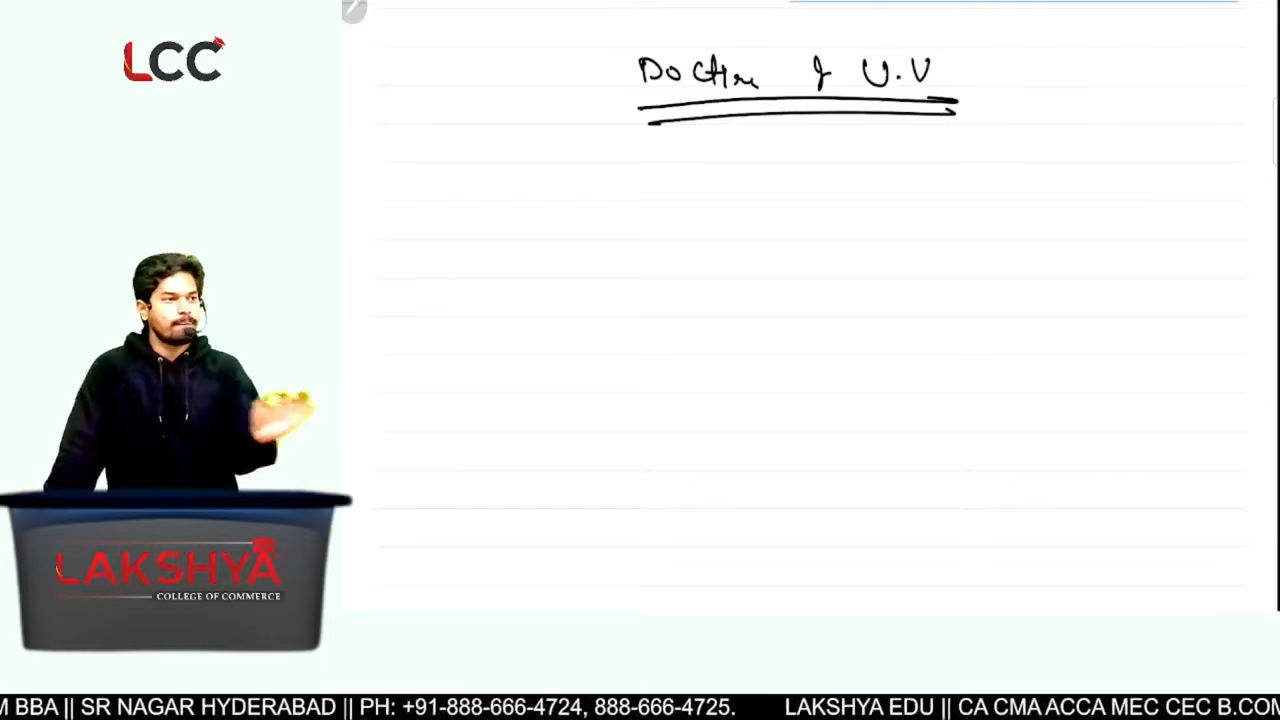 LCC
Doctrine of U.V
LAKSHYA
COLLEGE OF COMMERCE
M BBA || SR NAGAR HYDERABAD || PH: +91-888-666-4724, 888-666-4725. LAKSHYA EDU || CA CMA ACCA MEC CEC B.COM